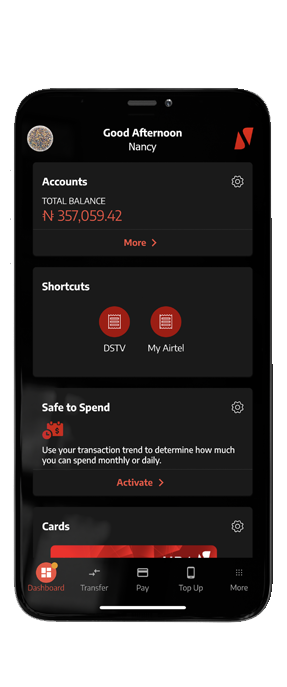 Good Afternoon
Nancy
Accounts
TOTAL BALANCE
₦ 357,059.42
More
Shortcuts
DSTV
My Airtel
Safe to Spend
Use your transaction trend to determine how much
you can spend monthly or daily.
Activate
Cards
Dashboard
Transfer
Pay
Top Up
More